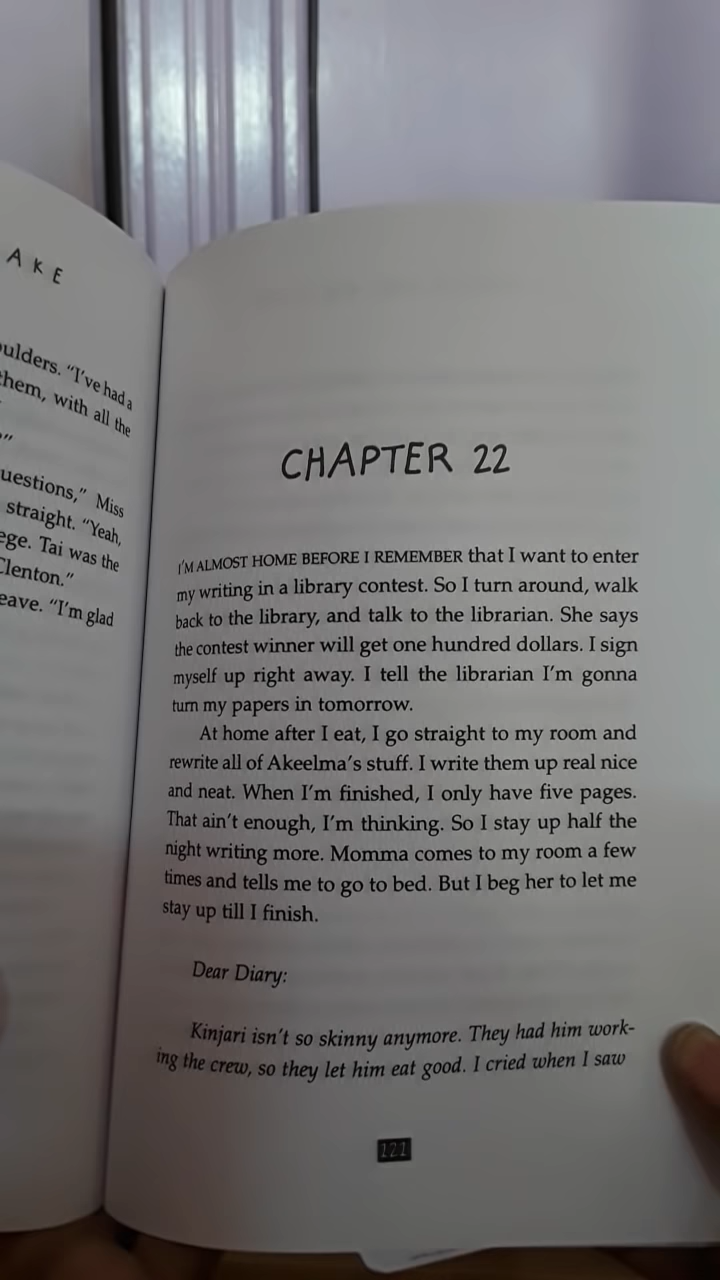 AKE
oulders. "I've had a
them, with all the
"
uestions," Miss
straight. "Yeah,
ege. Tai was the
Clenton."
eave. "I'm glad
CHAPTER 22
I'M ALMOST HOME BEFORE I REMEMBER that I want to enter
my writing in a library contest. So I turn around, walk
back to the library, and talk to the librarian. She says
the contest winner will get one hundred dollars. I sign
myself up right away. I tell the librarian I'm gonna
turn my papers in tomorrow.
At home after I eat, I go straight to my room and
rewrite all of Akeelma's stuff. I write them up real nice
and neat. When I'm finished, I only have five pages.
That ain't enough, I'm thinking. So I stay up half the
night writing more. Momma comes to my room a few
times and tells me to go to bed. But I beg her to let me
stay up till I finish.
Dear Diary:
Kinjari isn't so skinny anymore. They had him work-
ing the crew, so they let him eat good. I cried when I saw
121